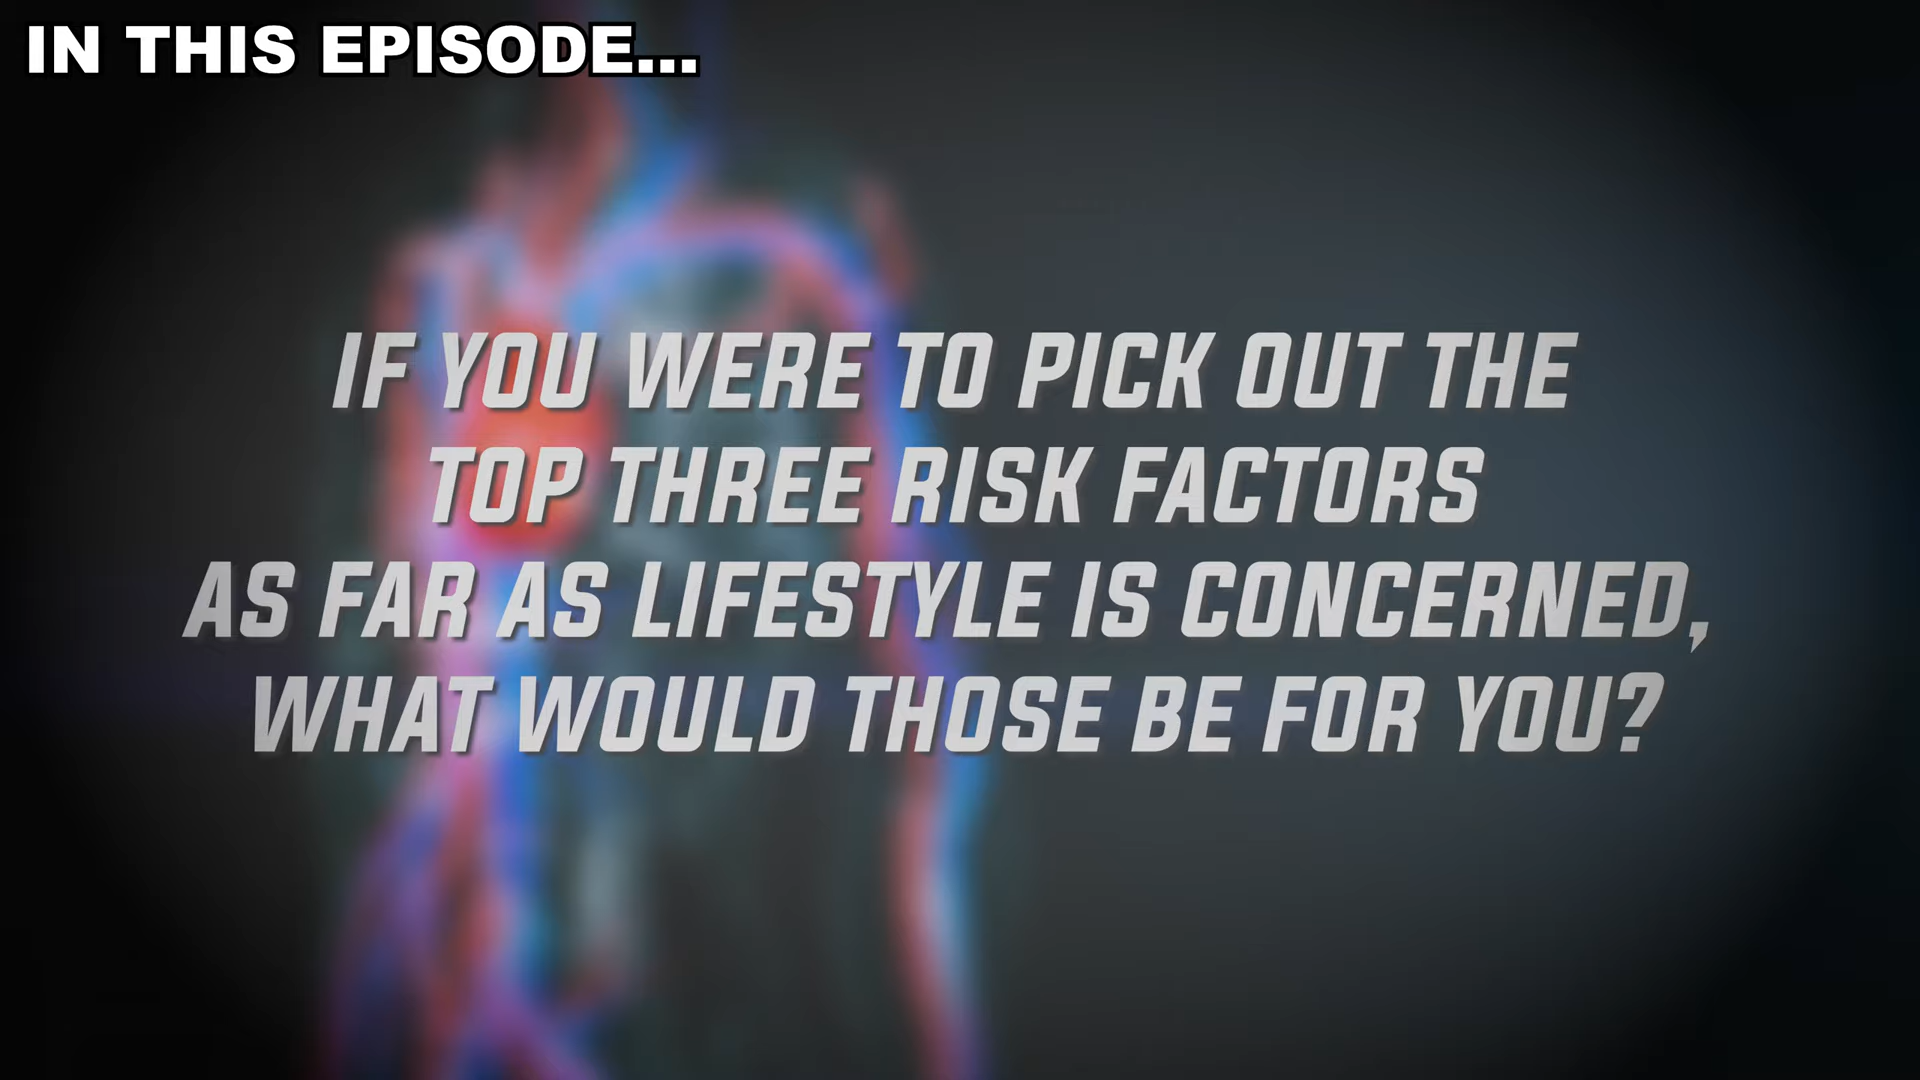 IN THIS EPISODE...
IF YOU WERE TO PICK OUT THE
TOP THREE RISK FACTORS
AS FAR AS LIFESTYLE IS CONCERNED,
WHAT WOULD THOSE BE FOR YOU?